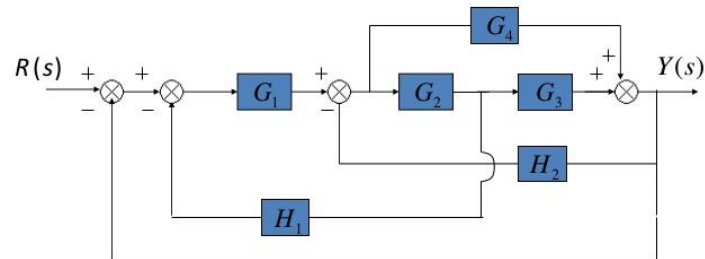 G₄
R(s) + + + + + Y(s)
G₁ G₂ G₃
− − −
H₂
H₁